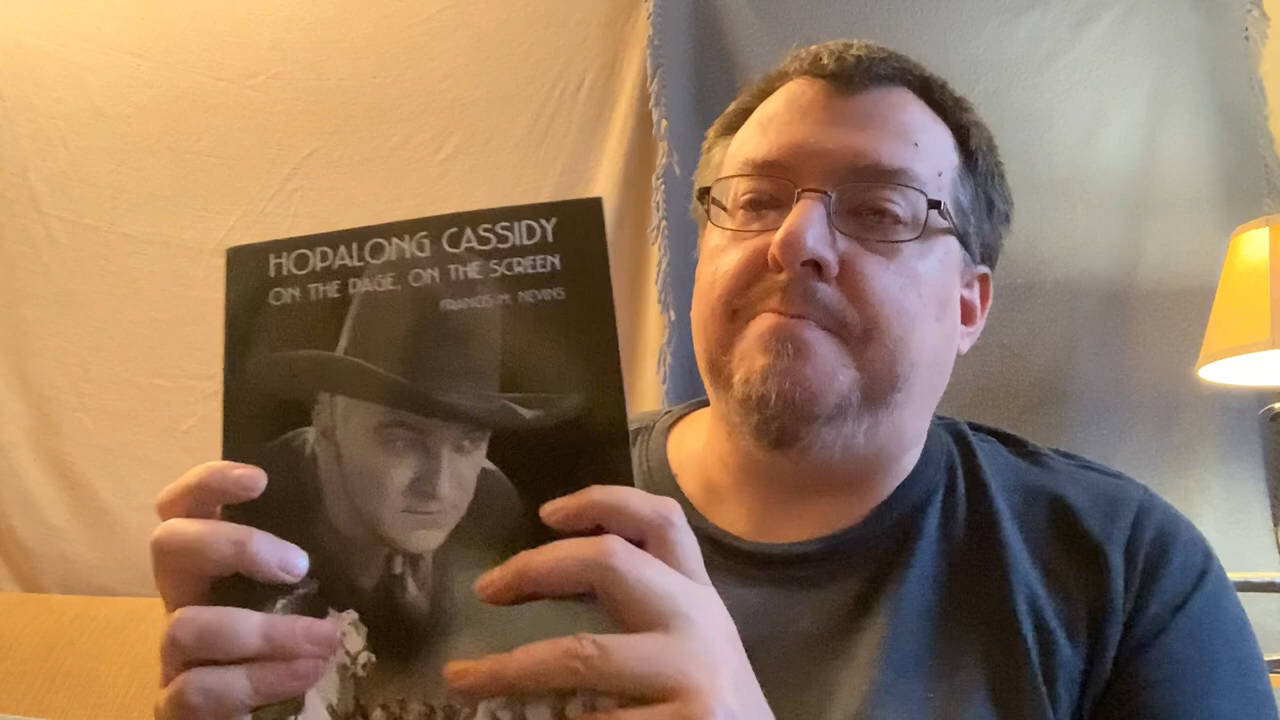 HOPALONG CASSIDY
ON THE PAGE, ON THE SCREEN
FRANCIS M. NEVINS